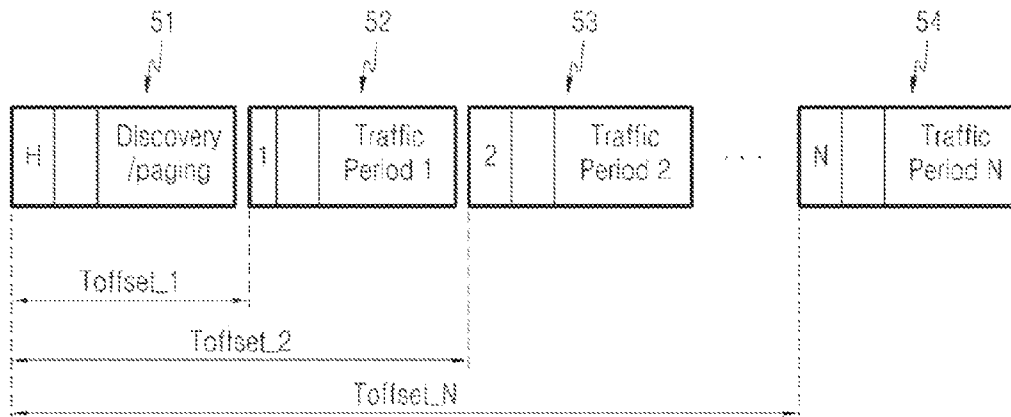 51 52 53 54
H Discovery /paging 1 Traffic Period 1 2 Traffic Period 2 . . . N Traffic Period N
Toffset_1
Toffset_2
Toffset_N